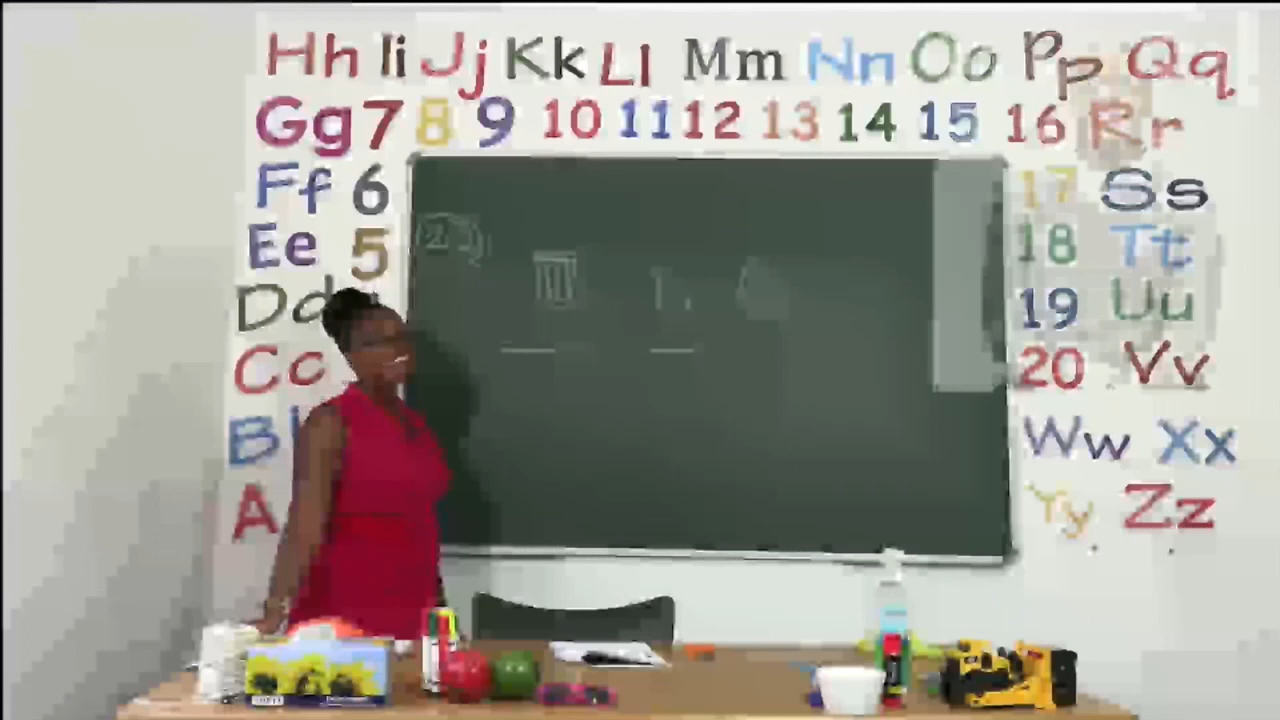 Hh Ii Jj Kk Ll Mm Nn Oo Pp Qq
Gg 7 8 9 10 11 12 13 14 15 16 Rr
Ff 6 17 Ss
Ee 5 18 Tt
Dd 19 Uu
Cc 20 Vv
B Ww Xx
A Yy Zz